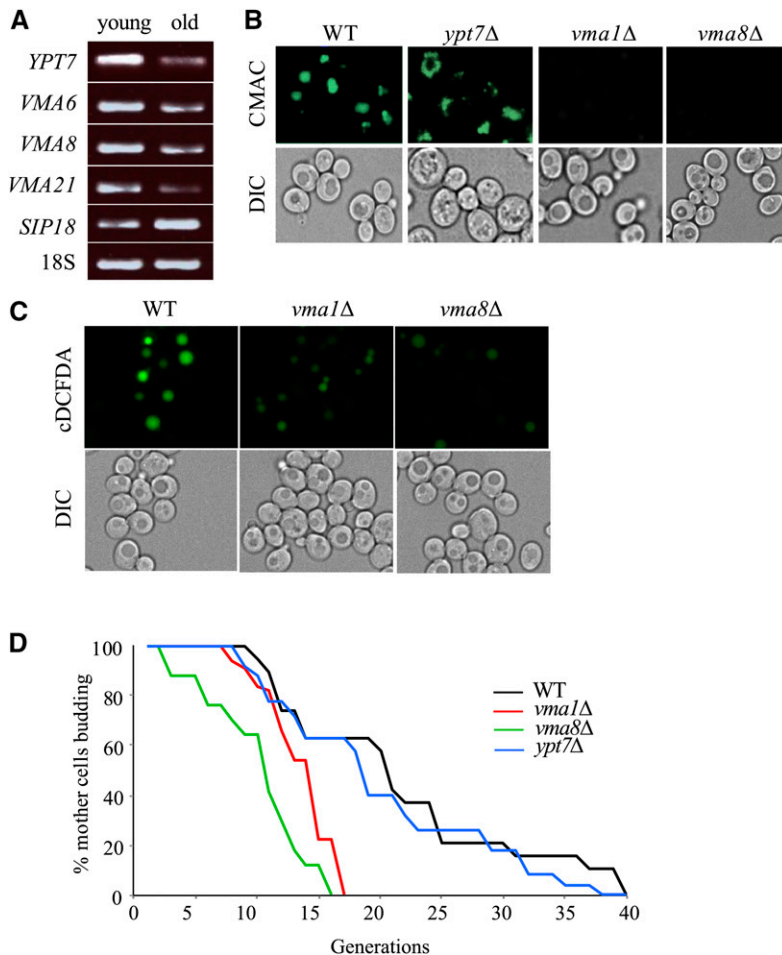 A
young old
YPT7
VMA6
VMA8
VMA21
SIP18
18S
B
WT ypt7Δ vma1Δ vma8Δ
CMAC
DIC
C
WT vma1Δ vma8Δ
cDCFDA
DIC
D
% mother cells budding
100
80
60
40
20
0
0 5 10 15 20 25 30 35 40
Generations
WT
vma1Δ
vma8Δ
ypt7Δ